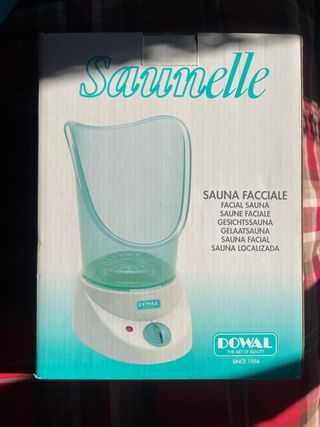 Saunelle
SAUNA FACCIALE
FACIAL SAUNA
SAUNE FACIALE
GESICHTSSAUNA
GELAATSAUNA
SAUNA FACIAL
SAUNA LOCALIZADA
DOWAL
DOWAL
THE ART OF BEAUTY
SINCE 1956